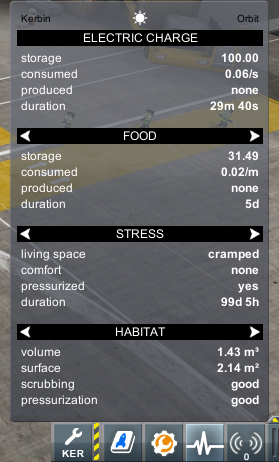 Kerbin Orbit
ELECTRIC CHARGE
storage 100.00
consumed 0.06/s
produced none
duration 29m 40s
FOOD
storage 31.49
consumed 0.02/m
produced none
duration 5d
STRESS
living space cramped
comfort none
pressurized yes
duration 99d 5h
HABITAT
volume 1.43 m³
surface 2.14 m²
scrubbing good
pressurization good
KER 0